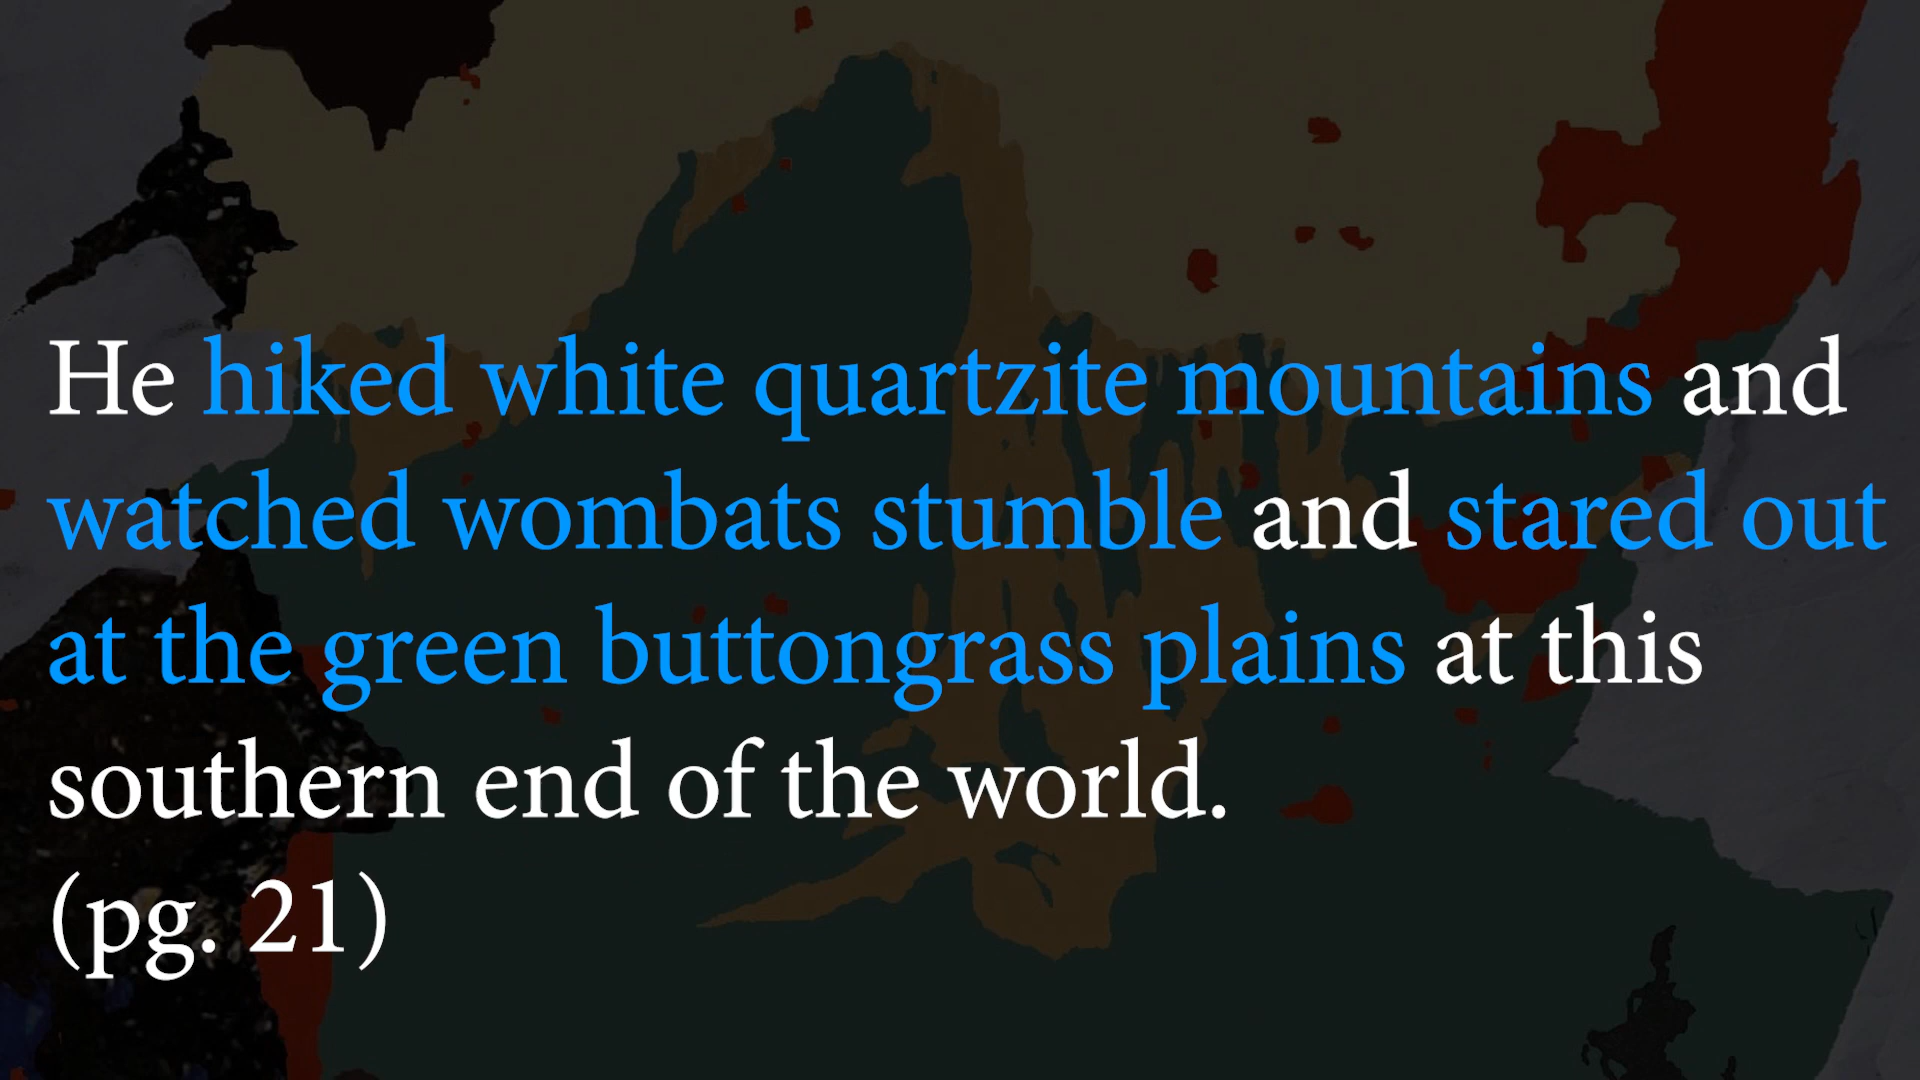 He hiked white quartzite mountains and
watched wombats stumble and stared out
at the green buttongrass plains at this
southern end of the world.
(pg. 21)